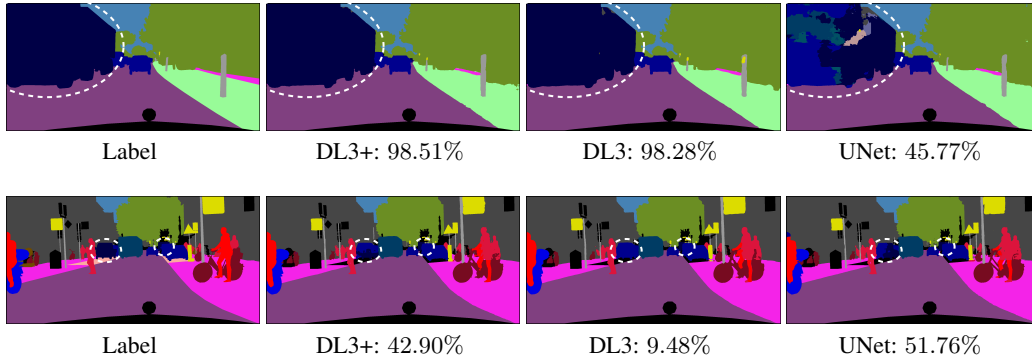 Label
DL3+: 98.51%
DL3: 98.28%
UNet: 45.77%
Label
DL3+: 42.90%
DL3: 9.48%
UNet: 51.76%